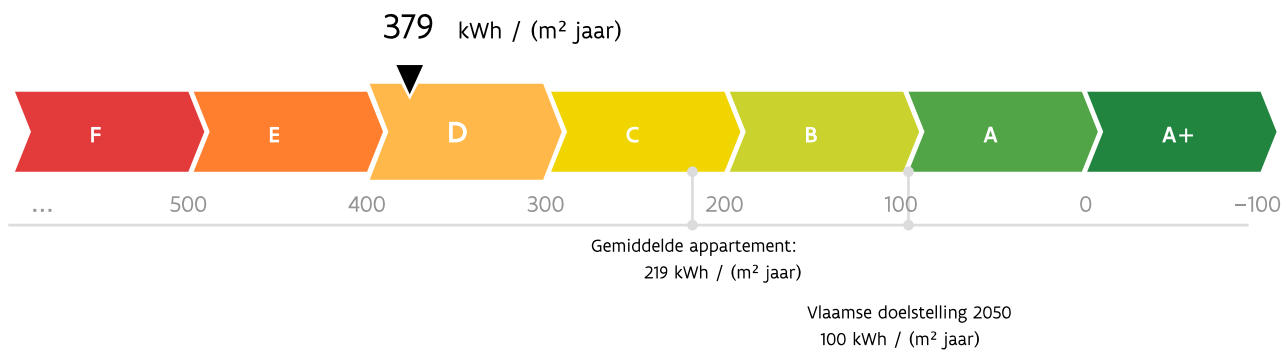 379 kWh / (m² jaar)
F E D C B A A+
... 500 400 300 200 100 0 −100
Gemiddelde appartement:
219 kWh / (m² jaar)
Vlaamse doelstelling 2050
100 kWh / (m² jaar)